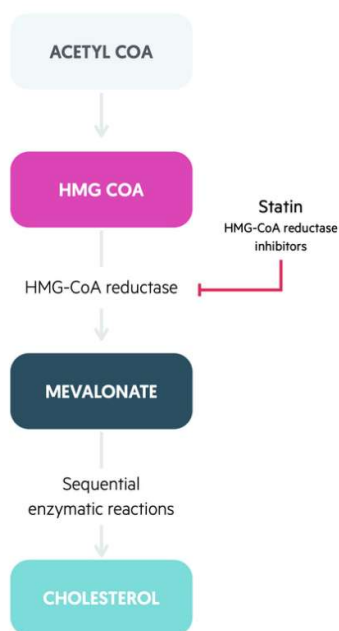 ACETYL COA
HMG COA
Statin
HMG-CoA reductase
inhibitors
HMG-CoA reductase
MEVALONATE
Sequential
enzymatic reactions
CHOLESTEROL